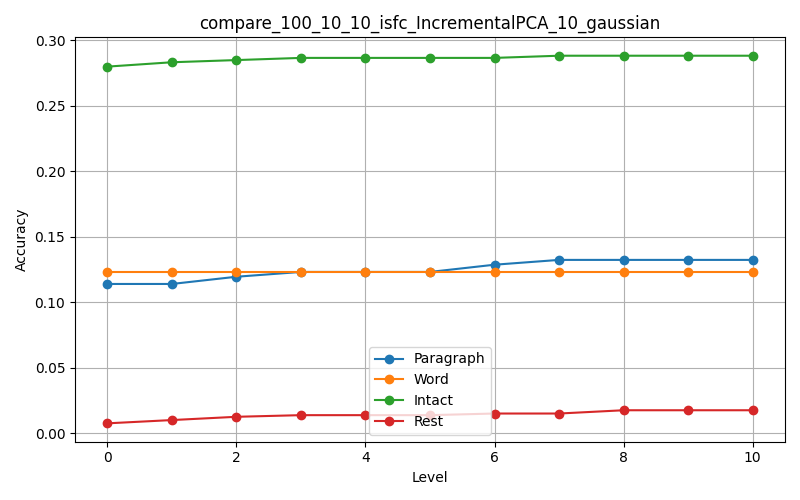 compare_100_10_10_isfc_IncrementalPCA_10_gaussian
0.30
0.25
0.20
0.15
0.10
0.05
0.00
Accuracy
Paragraph
Word
Intact
Rest
0 2 4 6 8 10
Level